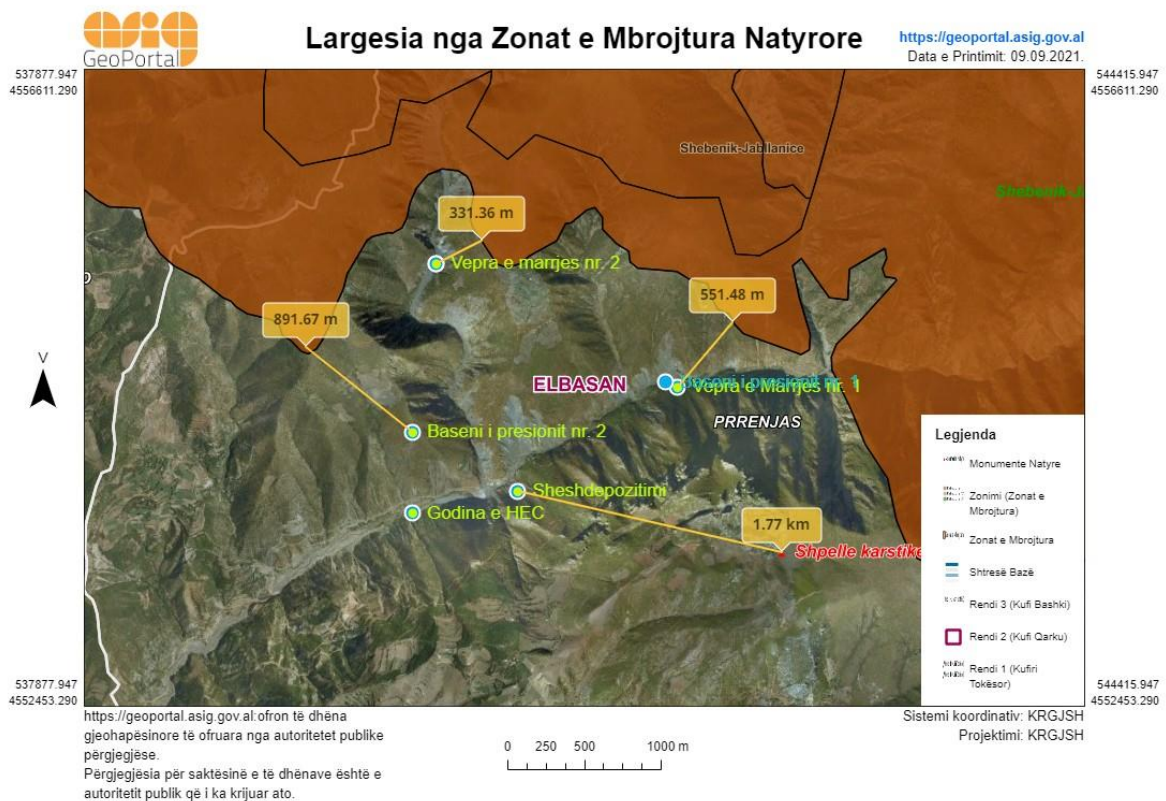 asig
GeoPortal
Largesia nga Zonat e Mbrojtura Natyrore
https://geoportal.asig.gov.al
Data e Printimit: 09.09.2021.
537877.947
4556611.290
544415.947
4556611.290
Shebenik-Jabllanice
Shebenik-J
331.36 m
Vepra e marrjes nr. 2
551.48 m
891.67 m
ELBASAN
Vepra e Marrjes nr. 1
PRRENJAS
Baseni i presionit nr. 2
Sheshdepozitimi
Godina e HEC
1.77 km
Shpelle karstike
V
Legjenda
Monumente Natyre
Zonimi (Zonat e
Mbrojtura)
Zonat e Mbrojtura
Shtresë Bazë
Rendi 3 (Kufi Bashki)
Rendi 2 (Kufi Qarku)
Rendi 1 (Kufiri
Tokësor)
537877.947
4552453.290
544415.947
4552453.290
https://geoportal.asig.gov.al:ofron të dhëna
gjeohapësinore të ofruara nga autoritetet publike
përgjegjëse.
Përgjegjësia për saktësinë e të dhënave është e
autoritetit publik që i ka krijuar ato.
0 250 500 1000 m
Sistemi koordinativ: KRGJSH
Projektimi: KRGJSH